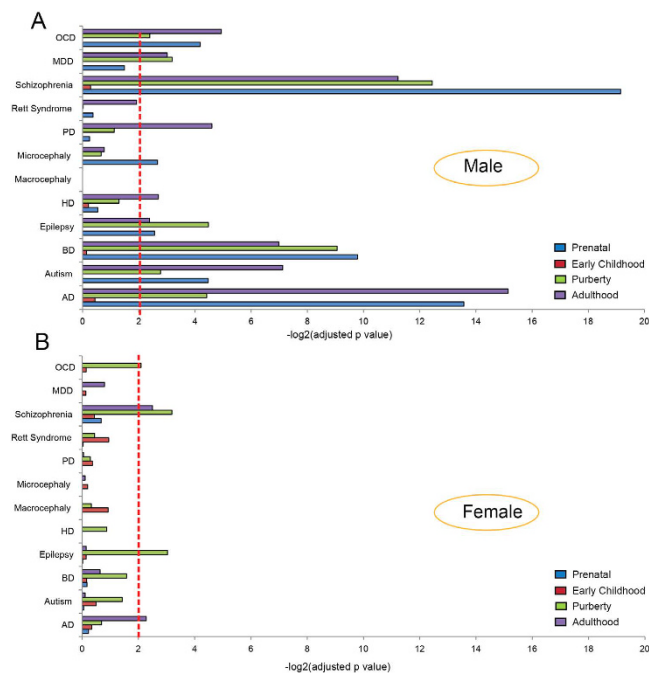 A
OCD
MDD
Schizophrenia
Rett Syndrome
PD
Microcephaly
Macrocephaly
HD
Epilepsy
BD
Autism
AD
Male
Prenatal
Early Childhood
Purberty
Adulthood
0 2 4 6 8 10 12 14 16 18 20
-log2(adjusted p value)
B
OCD
MDD
Schizophrenia
Rett Syndrome
PD
Microcephaly
Macrocephaly
HD
Epilepsy
BD
Autism
AD
Female
Prenatal
Early Childhood
Purberty
Adulthood
0 2 4 6 8 10 12 14 16 18 20
-log2(adjusted p value)